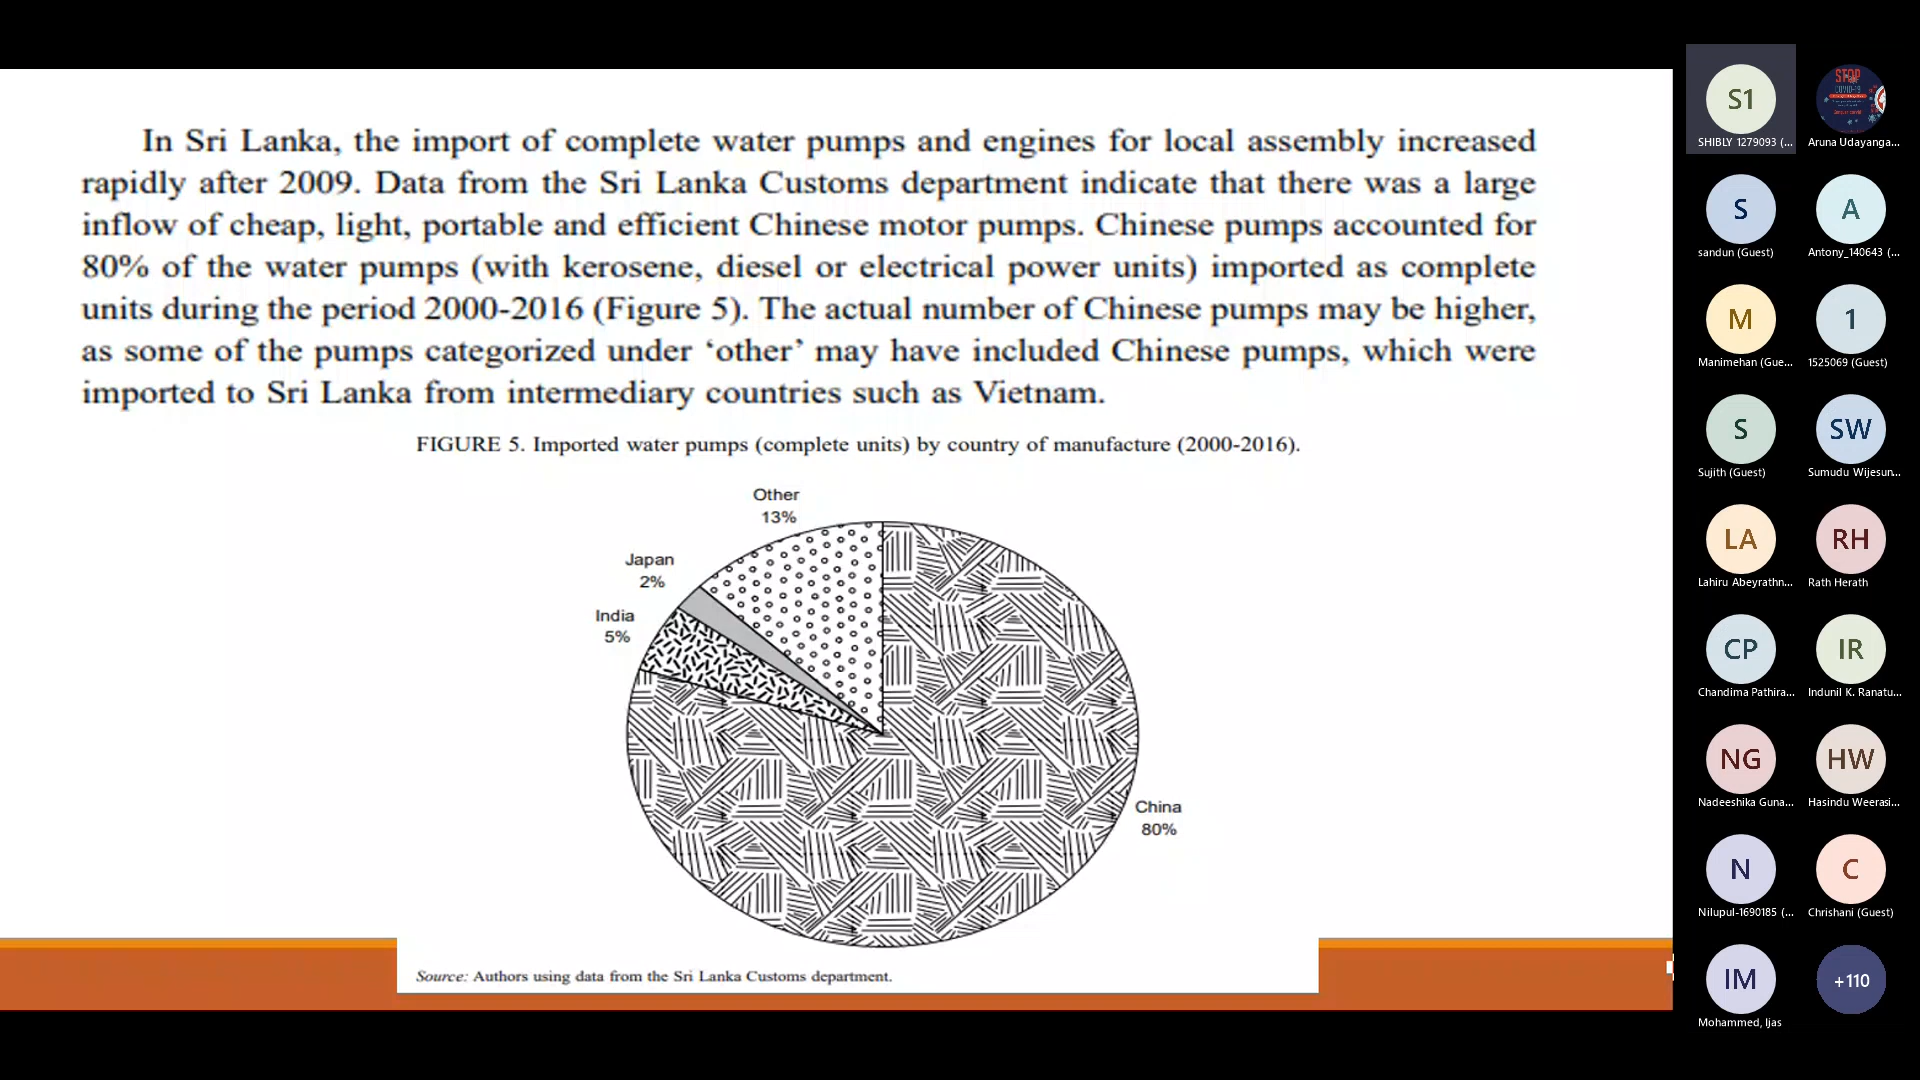 In Sri Lanka, the import of complete water pumps and engines for local assembly increased
rapidly after 2009. Data from the Sri Lanka Customs department indicate that there was a large
inflow of cheap, light, portable and efficient Chinese motor pumps. Chinese pumps accounted for
80% of the water pumps (with kerosene, diesel or electrical power units) imported as complete
units during the period 2000-2016 (Figure 5). The actual number of Chinese pumps may be higher,
as some of the pumps categorized under ‘other’ may have included Chinese pumps, which were
imported to Sri Lanka from intermediary countries such as Vietnam.
FIGURE 5. Imported water pumps (complete units) by country of manufacture (2000-2016).
Other
13%
Japan
2%
India
5%
China
80%
Source: Authors using data from the Sri Lanka Customs department.
S1
SHIBLY 1279093 (...
STOP
COVID-19
Aruna Udayanga...
S
sandun (Guest)
A
Antony_140643 (...
M
Manimehan (Gue...
1
1525069 (Guest)
S
Sujith (Guest)
SW
Sumudu Wijesun...
LA
Lahiru Abeyrathn...
RH
Rath Herath
CP
Chandima Pathira...
IR
Indunil K. Ranatu...
NG
Nadeeshika Guna...
HW
Hasindu Weerasi...
N
Nilupul-1690185 (...
C
Chrishani (Guest)
IM
Mohammed, Ijas
+110